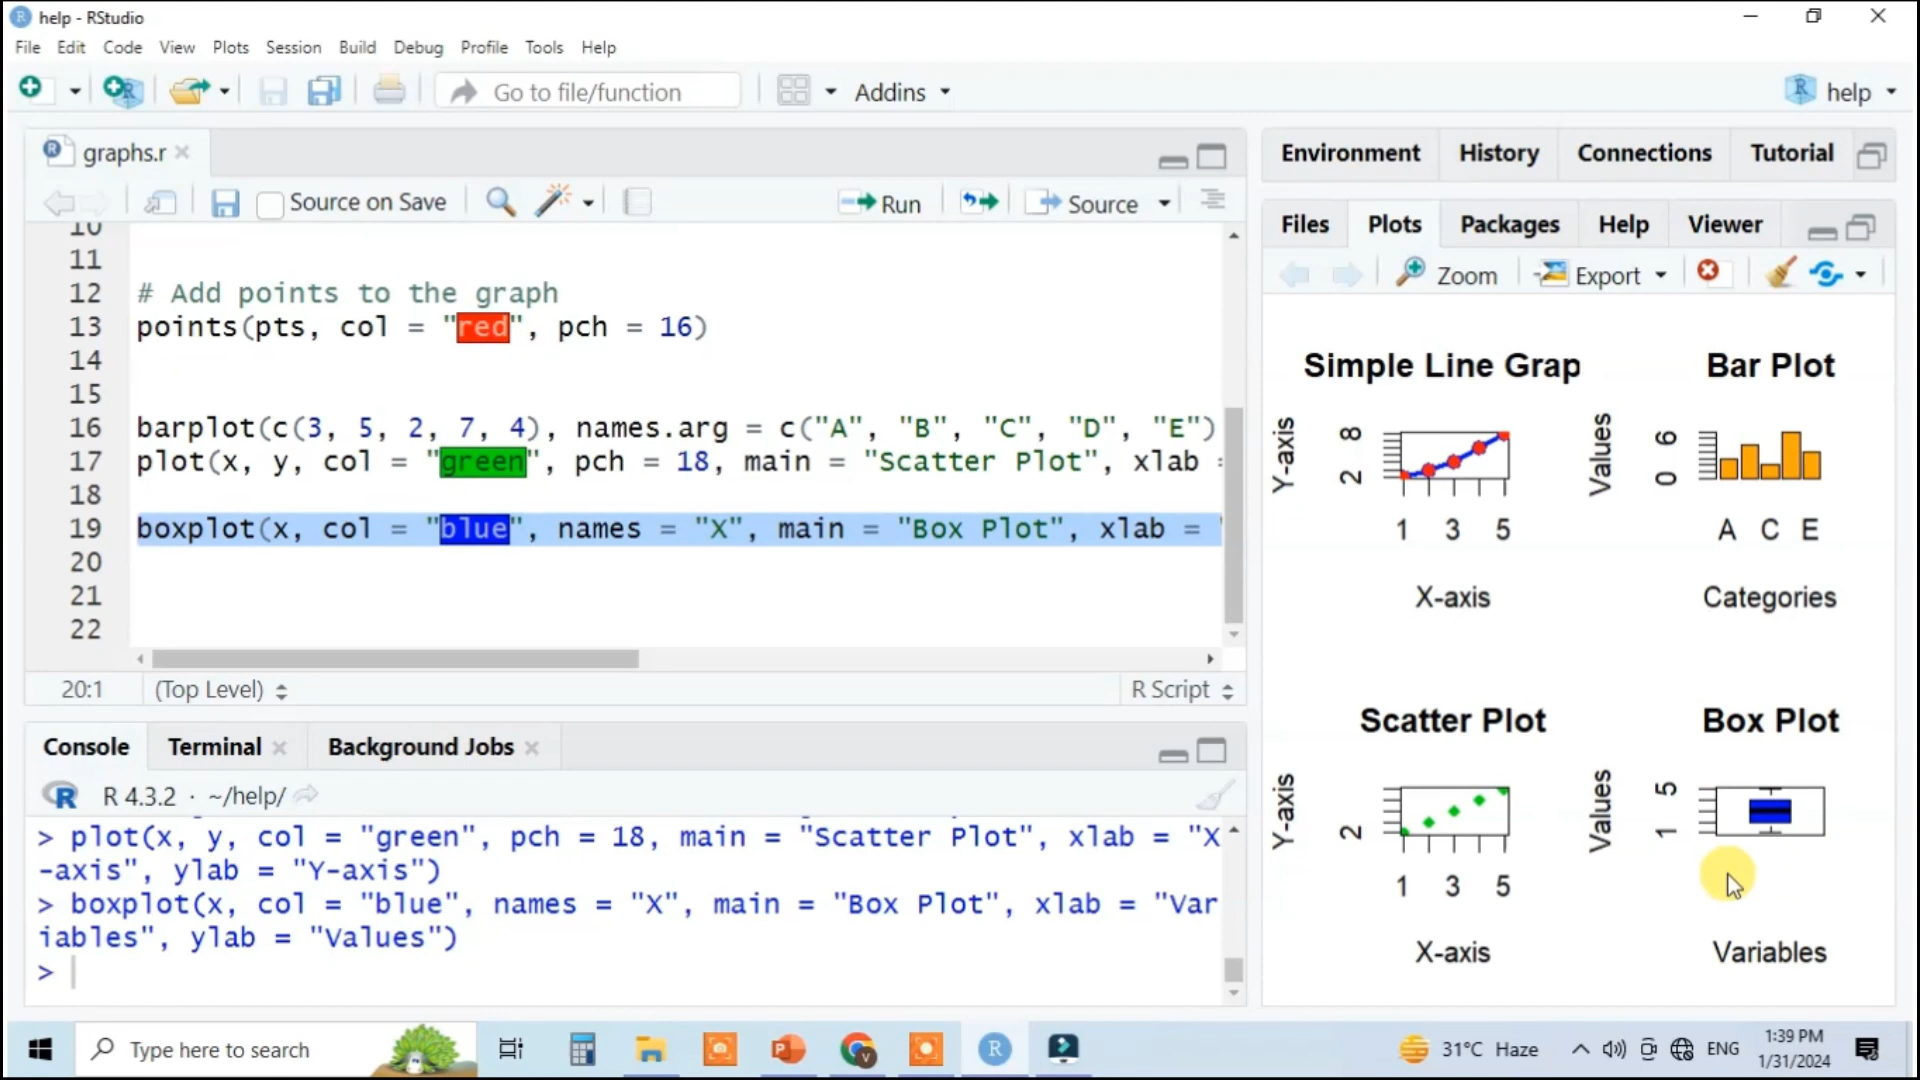 help - RStudio
File Edit Code View Plots Session Build Debug Profile Tools Help
Go to file/function Addins help
graphs.r
Source on Save Run Source
10
11
12 # Add points to the graph
13 points(pts, col = "red", pch = 16)
14
15
16 barplot(c(3, 5, 2, 7, 4), names.arg = c("A", "B", "C", "D", "E")
17 plot(x, y, col = "green", pch = 18, main = "Scatter Plot", xlab
18
19 boxplot(x, col = "blue", names = "X", main = "Box Plot", xlab =
20
21
22
20:1 (Top Level) R Script
Console Terminal Background Jobs
R 4.3.2 · ~/help/
> plot(x, y, col = "green", pch = 18, main = "Scatter Plot", xlab = "X
-axis", ylab = "Y-axis")
> boxplot(x, col = "blue", names = "X", main = "Box Plot", xlab = "Var
iables", ylab = "Values")
>
Environment History Connections Tutorial
Files Plots Packages Help Viewer
Zoom Export
Simple Line Grap
Y-axis
8
2
1 3 5
X-axis
Bar Plot
Values
6
0
A C E
Categories
Scatter Plot
Y-axis
2
1 3 5
X-axis
Box Plot
Values
5
1
Variables
Type here to search
31°C Haze ENG
1:39 PM
1/31/2024